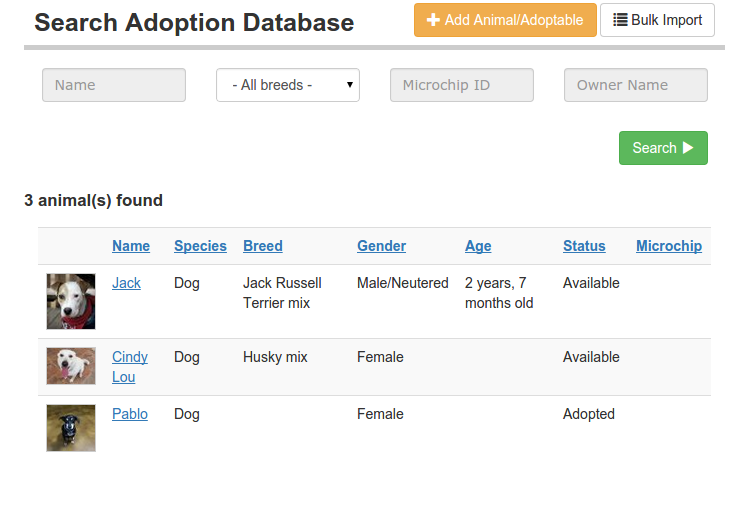 Search Adoption Database
Add Animal/Adoptable
Bulk Import
Name
- All breeds -
Microchip ID
Owner Name
Search
3 animal(s) found
Name Species Breed Gender Age Status Microchip
Jack Dog Jack Russell Male/Neutered 2 years, 7 Available
Terrier mix months old
Cindy Dog Husky mix Female Available
Lou
Pablo Dog Female Adopted